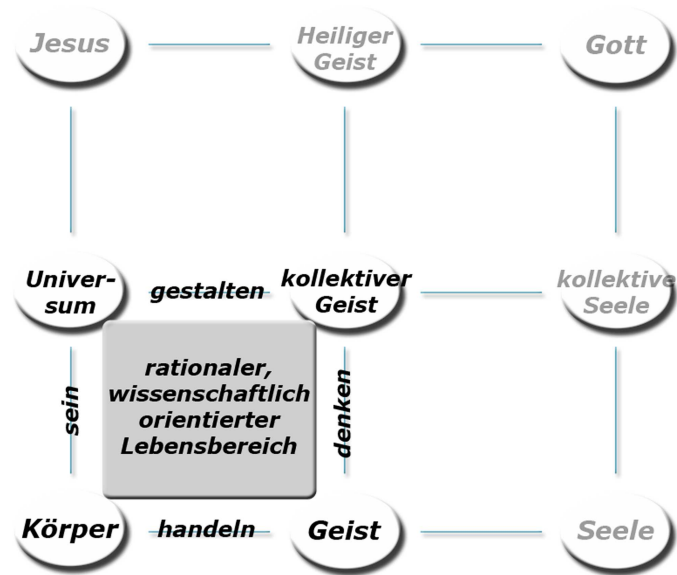 Jesus
Heiliger
Geist
Gott
Univer-
sum
gestalten
kollektiver
Geist
kollektive
Seele
sein
rationaler,
wissenschaftlich
orientierter
Lebensbereich
denken
Körper
handeln
Geist
Seele